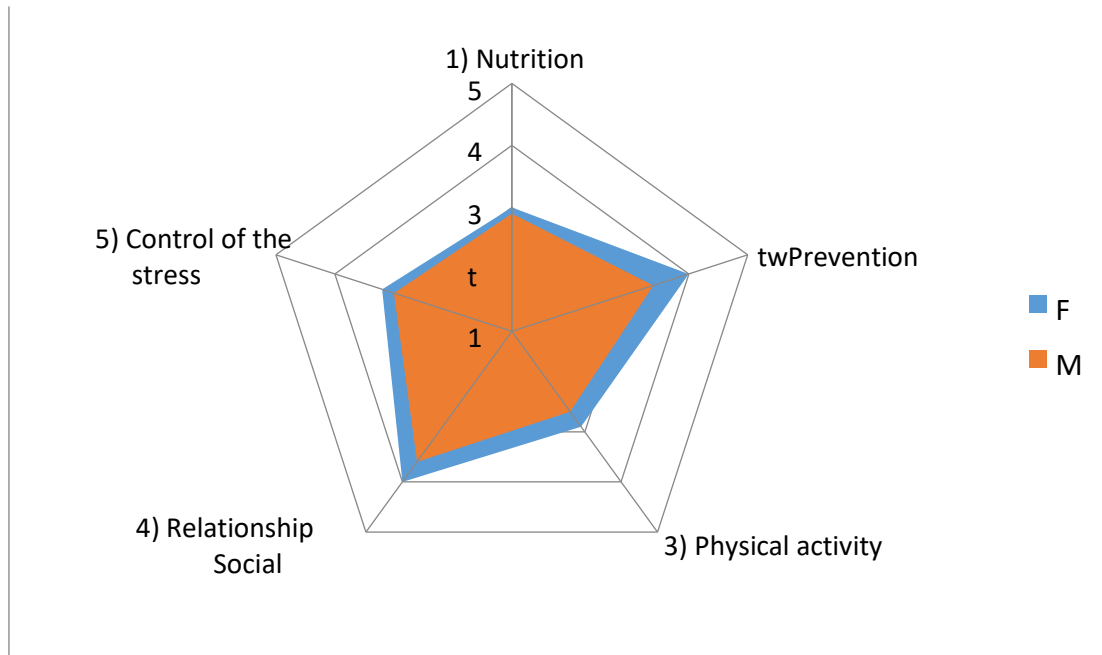 1) Nutrition
5
4
3
t
1
5) Control of the
stress
twPrevention
F
M
4) Relationship
Social
3) Physical activity